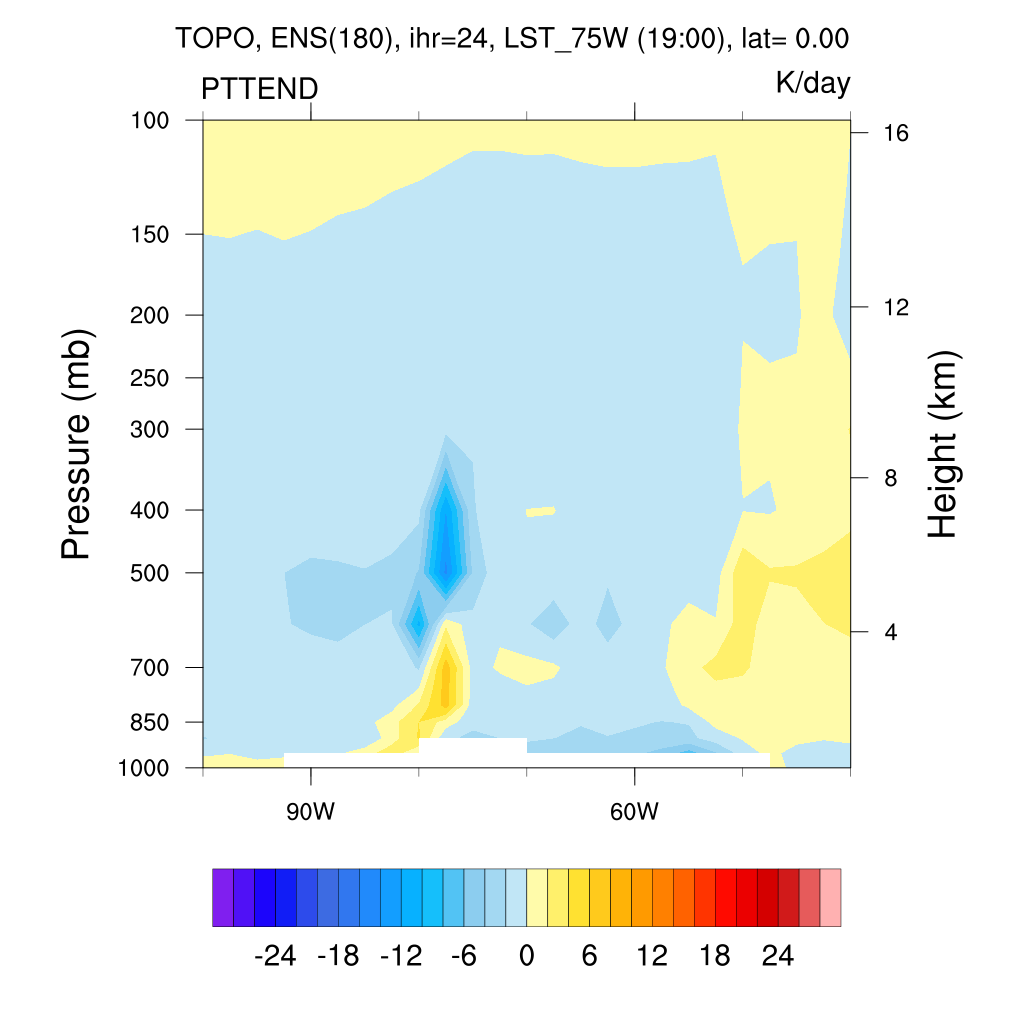 TOPO, ENS(180), ihr=24, LST_75W (19:00), lat= 0.00
PTTEND
K/day
100
150
200
250
300
400
500
700
850
1000
Pressure (mb)
16
12
8
4
Height (km)
90W
60W
-24 -18 -12 -6 0 6 12 18 24